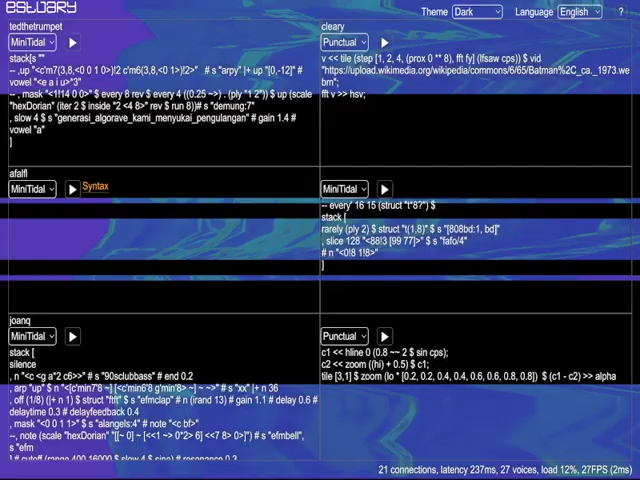 estuary
Theme Dark Language English ?
tedthetrumpet
MiniTidal
stack[s ""
-- ,up "<c'm7(3,8,<0 0 1 0>)!2 c'm6(3,8,<0 0 1>)!2>" # s "arpy" |+ up "[0,-12]" #
vowel "e a i u>*3"
-- , mask "<1!14 0 0>" $ every 8 rev $ every 4 ((0.25 ~>) . (ply "1 2")) $ up (scale
"hexDorian" (iter 2 $ inside "2 <4 8>" rev $ run 8))# s "demung:7"
, slow 4 $ s "generasi_algorave_kami_menyukai_pengulangan" # gain 1.4 #
vowel "a"
]
cleary
Punctual
v << tile (step [1, 2, 4, (prox 0 ** 8), fft fy] (lfsaw cps)) $ vid
"https://upload.wikimedia.org/wikipedia/commons/6/65/Batman%2C_ca._1973.we
bm";
fft v >> hsv;
afalfl
MiniTidal Syntax
MiniTidal
-- every' 16 15 (struct "t*8?") $
stack [
rarely (ply 2) $ struct "t(1,8)" $ s "[808bd:1, bd]"
, slice 128 "<88!3 [99 77]>" $ s "fafo/4"
# n "<0!8 1!8>"
]
joanq
MiniTidal
stack [
silence
, n "<c <g a*2 c6>>" # s "90sclubbass" # end 0.2
, arp "up" $ n "<[c'min7'8 ~] [<c'min6'8 g'min'8> ~] ~ ~>" # s "xx" |+ n 36
, off (1/8) (|+ n 1) $ struct "ftft" $ s "efmclap" # n (irand 13) # gain 1.1 # delay 0.6 #
delaytime 0.3 # delayfeedback 0.4
, mask "<0 0 1 1>" $ s "alangels:4" # note "<c bf>"
--, note (scale "hexDorian" "[[~ 0] ~ [<<1 ~> 0*2> 6] <<7 8> 0>]") # s "efmbell",
s "efm
] # cutoff (range 400 16000 $ slow 4 $ sine) # resonance 0.3
Punctual
c1 << hline 0 (0.8 ~~ 2 $ sin cps);
c2 << zoom ((hi) + 0.5) $ c1;
tile [3,1] $ zoom (lo * [0.2, 0.2, 0.4, 0.4, 0.6, 0.6, 0.8, 0.8]) $ (c1 - c2) >> alpha
21 connections, latency 237ms, 27 voices, load 12%, 27FPS (2ms)